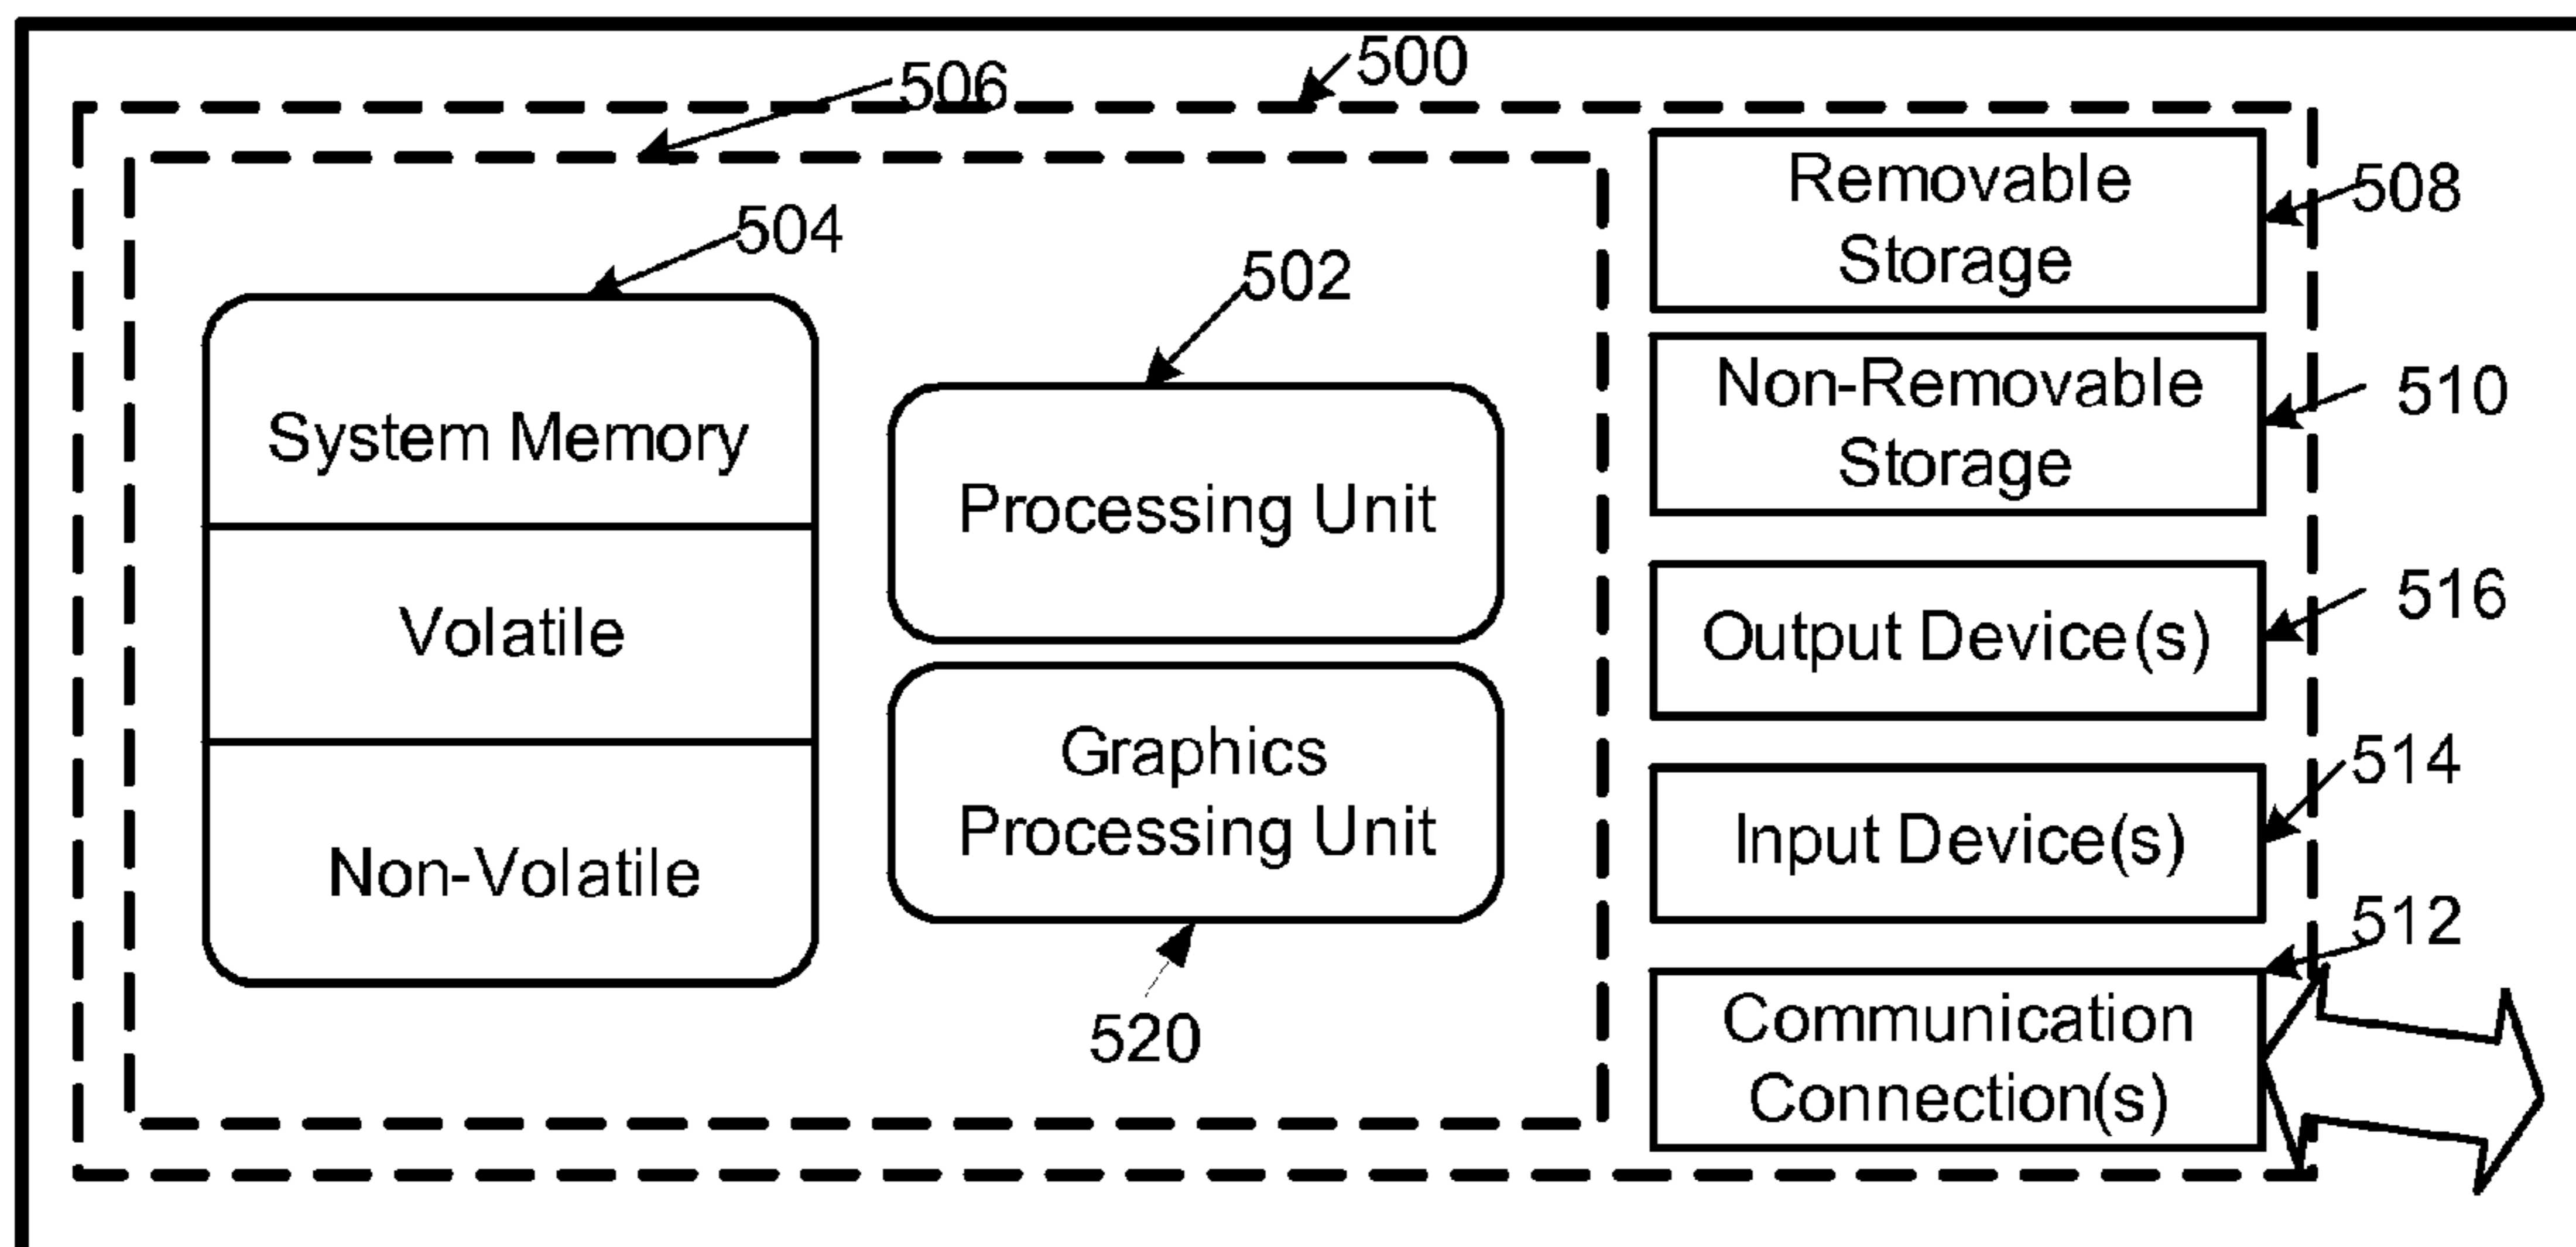 500
506
Removable
Storage
508
504
502
Non-Removable
Storage
510
System Memory
Processing Unit
Volatile
Output Device(s)
516
Graphics
Processing Unit
Input Device(s)
514
Non-Volatile
512
520
Communication
Connection(s)